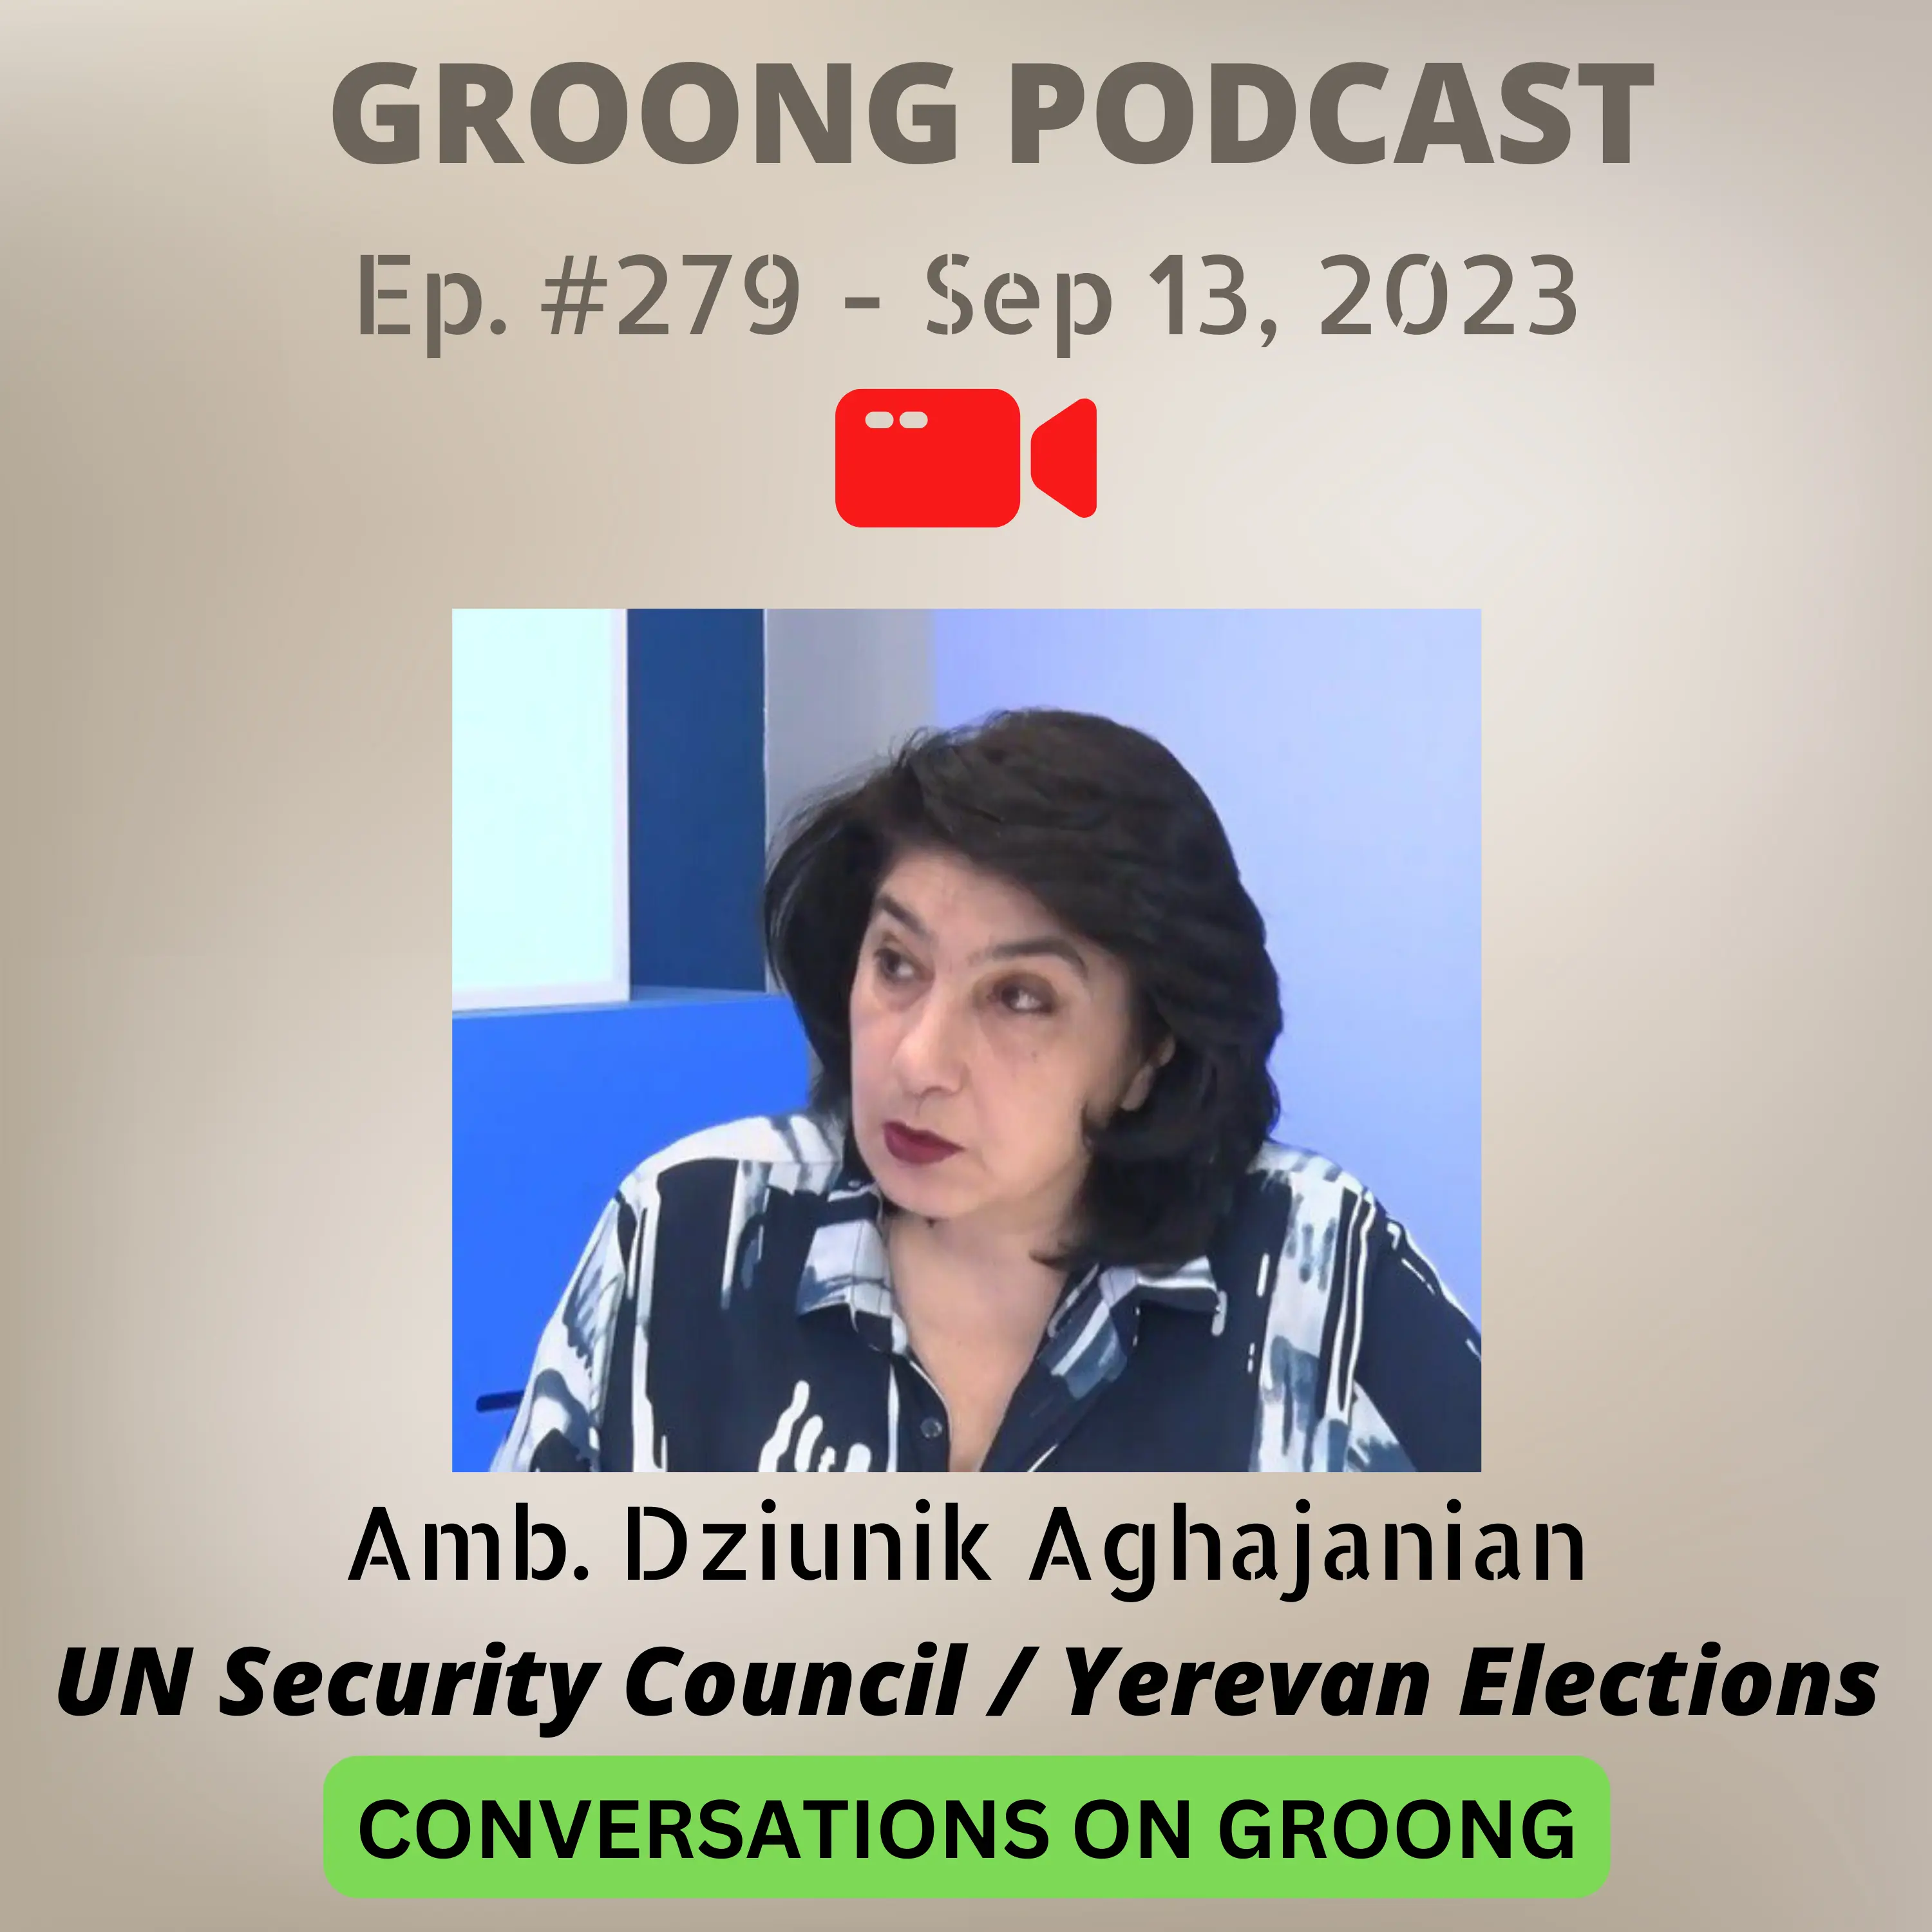 GROONG PODCAST
Ep. #279 - Sep 13, 2023
Amb. Dziunik Aghajanian
UN Security Council / Yerevan Elections
CONVERSATIONS ON GROONG